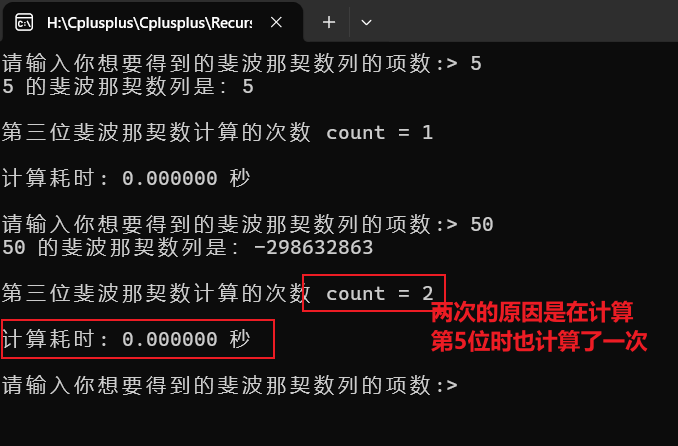 H:\Cplusplus\Cplusplus\Recurs
请输入你想要得到的斐波那契数列的项数:> 5
5 的斐波那契数列是: 5
第三位斐波那契数计算的次数 count = 1
计算耗时: 0.000000 秒
请输入你想要得到的斐波那契数列的项数:> 50
50 的斐波那契数列是: -298632863
第三位斐波那契数计算的次数 count = 2
两次的原因是在计算
第5位时也计算了一次
计算耗时: 0.000000 秒
请输入你想要得到的斐波那契数列的项数:>